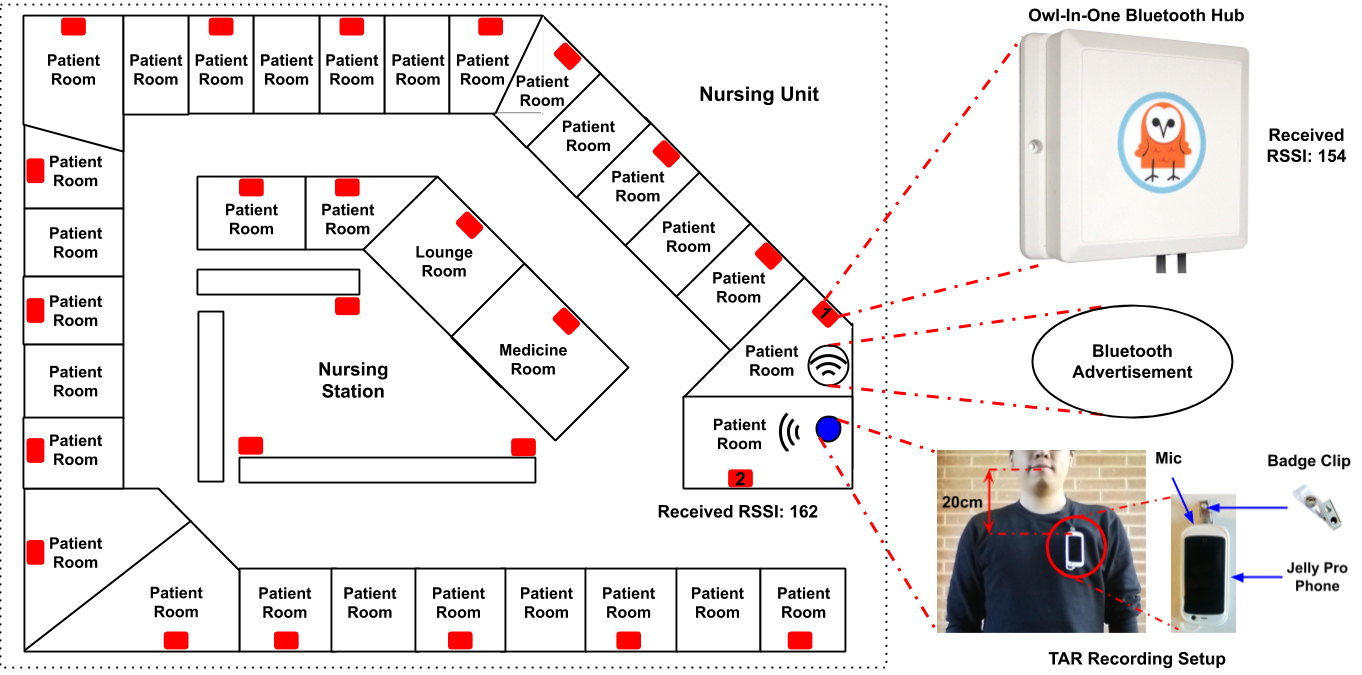 Owl-In-One Bluetooth Hub
Received
RSSI: 154
Nursing Unit
Patient
Room
Patient
Room
Patient
Room
Patient
Room
Patient
Room
Patient
Room
Patient
Room
Patient
Room
Patient
Room
Patient
Room
Patient
Room
Patient
Room
Patient
Room
1
Patient
Room
Patient
Room
2
Received RSSI: 162
Patient
Room
Patient
Room
Patient
Room
Patient
Room
Patient
Room
Patient
Room
Patient
Room
Lounge
Room
Medicine
Room
Nursing
Station
Patient
Room
Patient
Room
Patient
Room
Patient
Room
Patient
Room
Patient
Room
Patient
Room
Patient
Room
Patient
Room
Bluetooth
Advertisement
20cm
Mic
Badge Clip
Jelly Pro
Phone
TAR Recording Setup